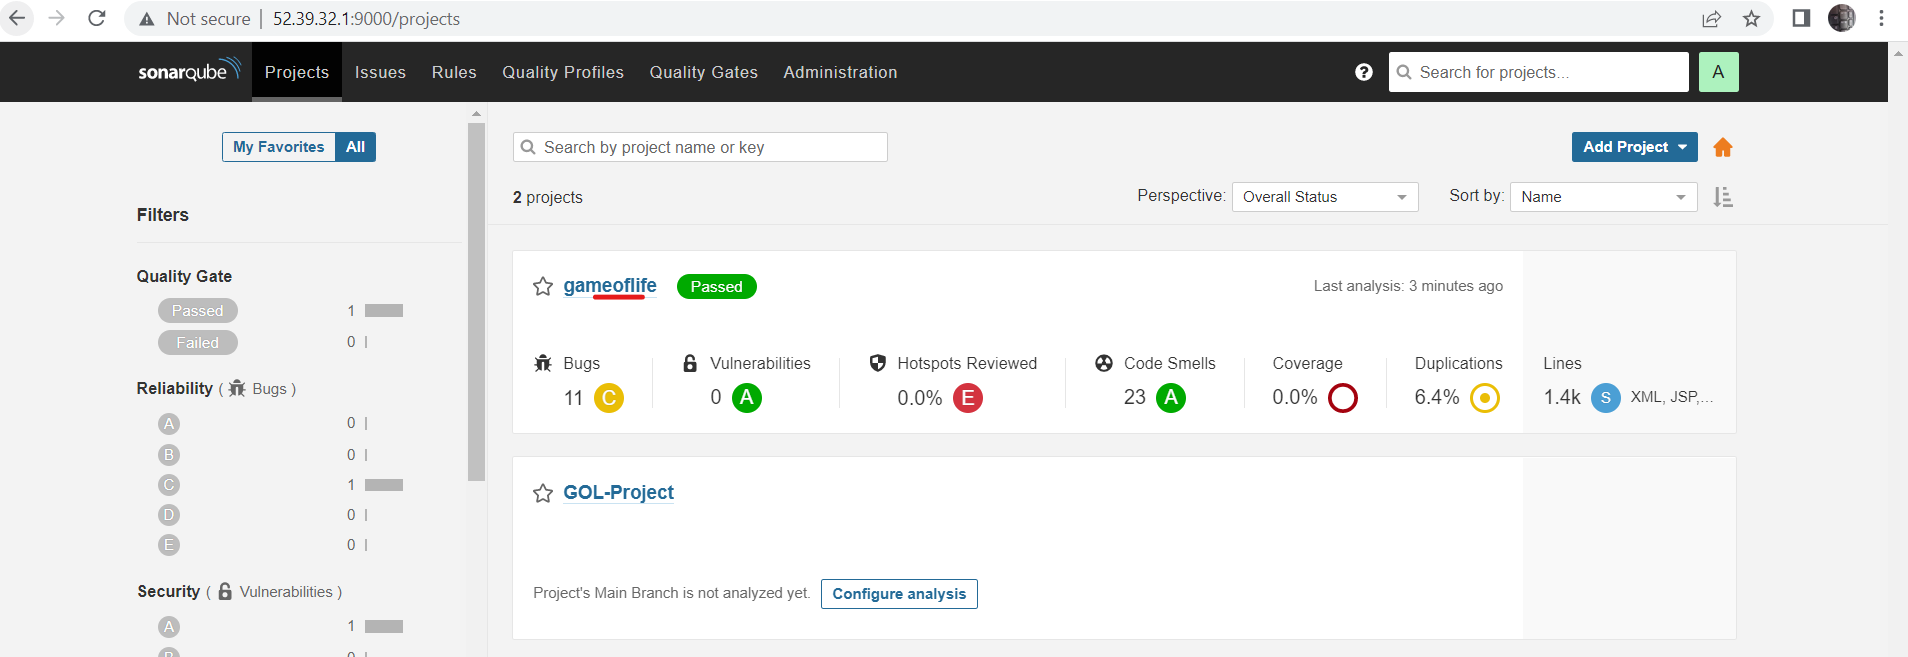 Not secure | 52.39.32.1:9000/projects
sonarqube Projects Issues Rules Quality Profiles Quality Gates Administration ? Search for projects... A
My Favorites All
Search by project name or key
Add Project
2 projects
Perspective: Overall Status
Sort by: Name
Filters
Quality Gate
Passed 1
Failed 0
Reliability ( Bugs )
A 0
B 0
C 1
D 0
E 0
Security ( Vulnerabilities )
A 1
gameoflife Passed
Last analysis: 3 minutes ago
Bugs Vulnerabilities Hotspots Reviewed Code Smells Coverage Duplications Lines
11 C 0 A 0.0% E 23 A 0.0% 6.4% 1.4k S XML, JSP,...
GOL-Project
Project's Main Branch is not analyzed yet. Configure analysis